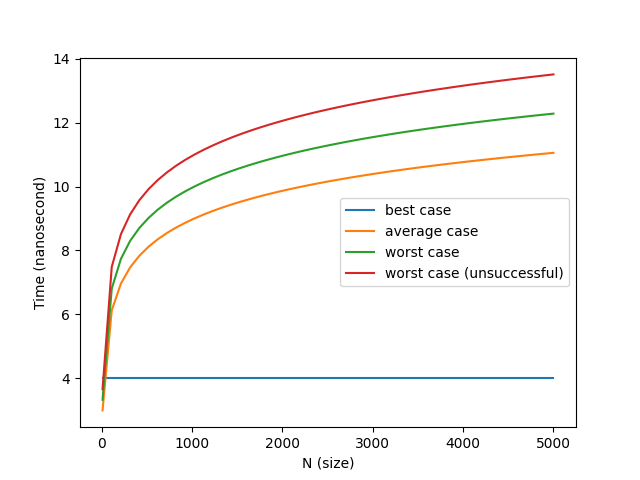 14
12
10
8
6
4
Time (nanosecond)
best case
average case
worst case
worst case (unsuccessful)
0 1000 2000 3000 4000 5000
N (size)